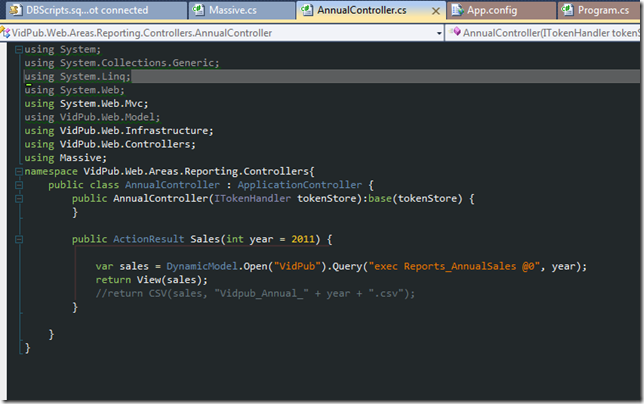 DBScripts.sq...ot connected Massive.cs AnnualController.cs App.config Program.cs
VidPub.Web.Areas.Reporting.Controllers.AnnualController AnnualController(ITokenHandler tokenS
using System;
using System.Collections.Generic;
using System.Linq;
using System.Web;
using System.Web.Mvc;
using VidPub.Web.Model;
using VidPub.Web.Infrastructure;
using VidPub.Web.Controllers;
using Massive;
namespace VidPub.Web.Areas.Reporting.Controllers{
public class AnnualController : ApplicationController {
public AnnualController(ITokenHandler tokenStore):base(tokenStore) {
}
public ActionResult Sales(int year = 2011) {
var sales = DynamicModel.Open("VidPub").Query("exec Reports_AnnualSales @0", year);
return View(sales);
//return CSV(sales, "Vidpub_Annual_" + year + ".csv");
}
}
}